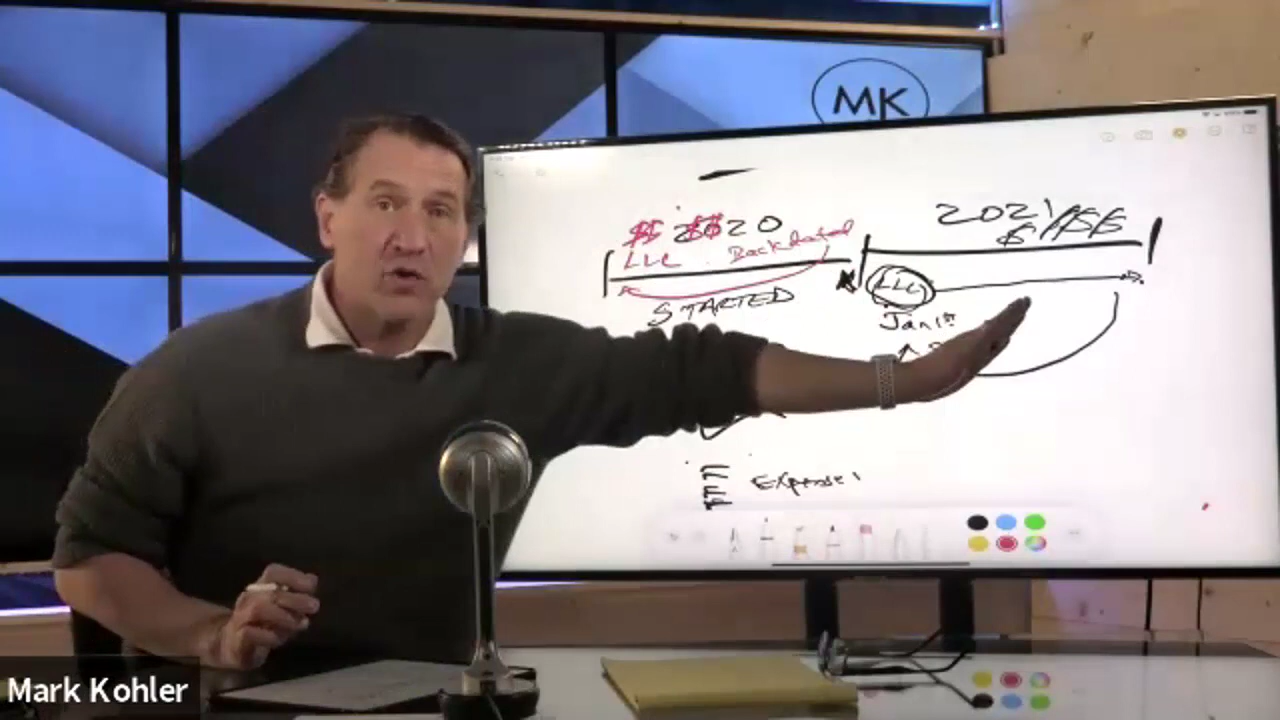 MK
$$ $$ 2020
LLC Backdated
STARTED
2021
$/$$$
LLC
Jan 1st
Expenses
Mark Kohler